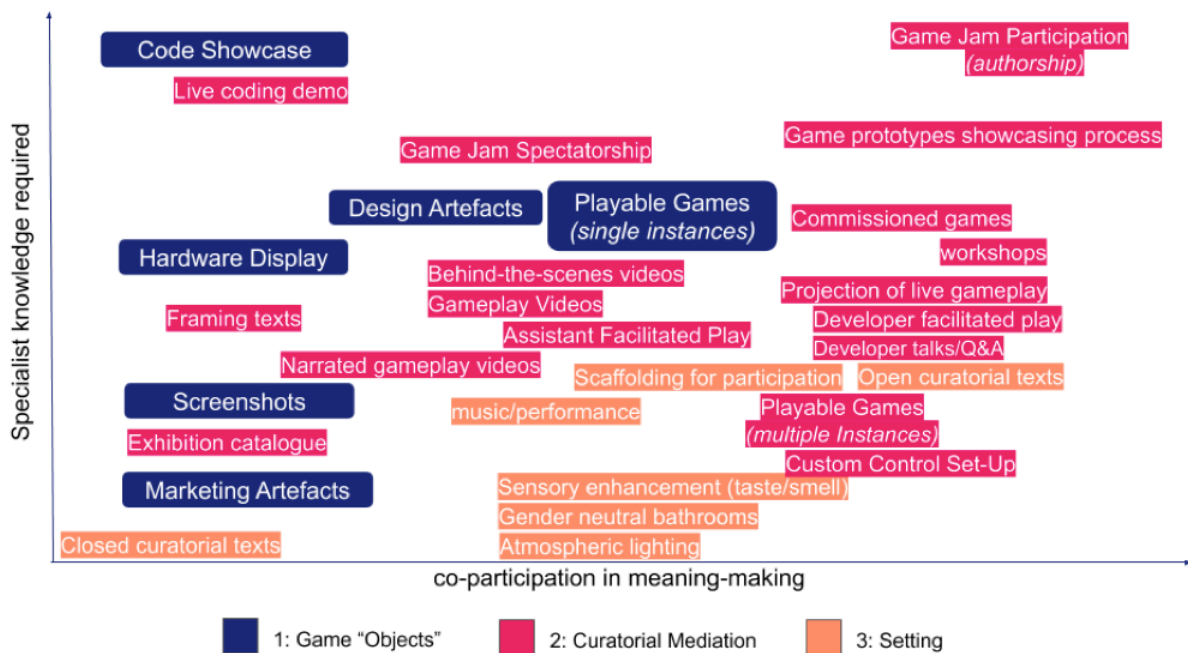 Code Showcase
Game Jam Participation
(authorship)
Live coding demo
Game prototypes showcasing process
Game Jam Spectatorship
Design Artefacts
Playable Games
(single instances)
Commissioned games
Hardware Display
workshops
Behind-the-scenes videos
Projection of live gameplay
Gameplay Videos
Framing texts
Developer facilitated play
Assistant Facilitated Play
Developer talks/Q&A
Narrated gameplay videos
Scaffolding for participation
Open curatorial texts
Screenshots
music/performance
Playable Games
(multiple Instances)
Exhibition catalogue
Custom Control Set-Up
Marketing Artefacts
Sensory enhancement (taste/smell)
Gender neutral bathrooms
Closed curatorial texts
Atmospheric lighting
Specialist knowledge required
co-participation in meaning-making
1: Game “Objects”
2: Curatorial Mediation
3: Setting